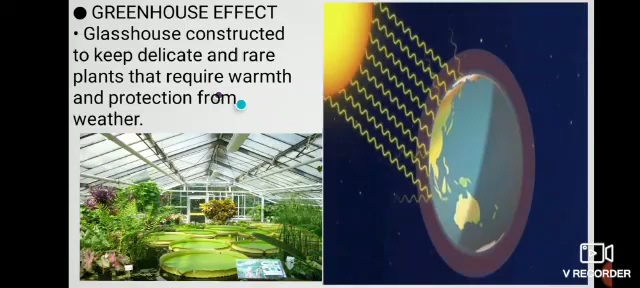 ● GREENHOUSE EFFECT
• Glasshouse constructed
to keep delicate and rare
plants that require warmth
and protection from
weather.
V RECORDER